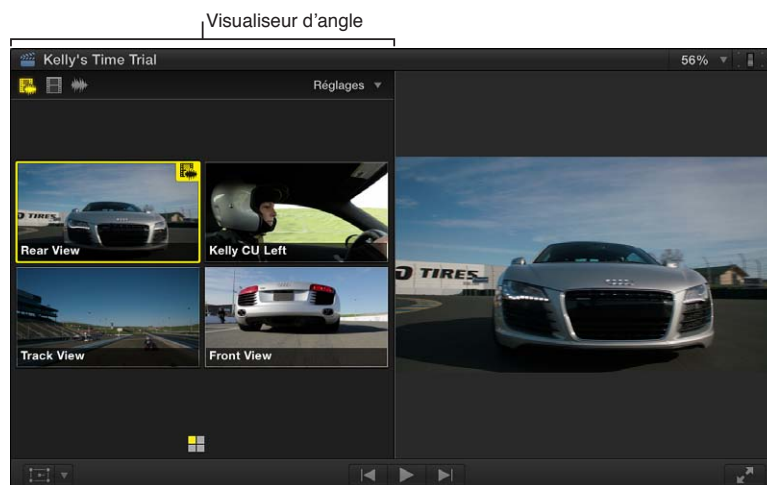 Visualiseur d’angle
Kelly's Time Trial
56%
Réglages
Rear View
Kelly CU Left
Track View
Front View
TIRES
TIRES